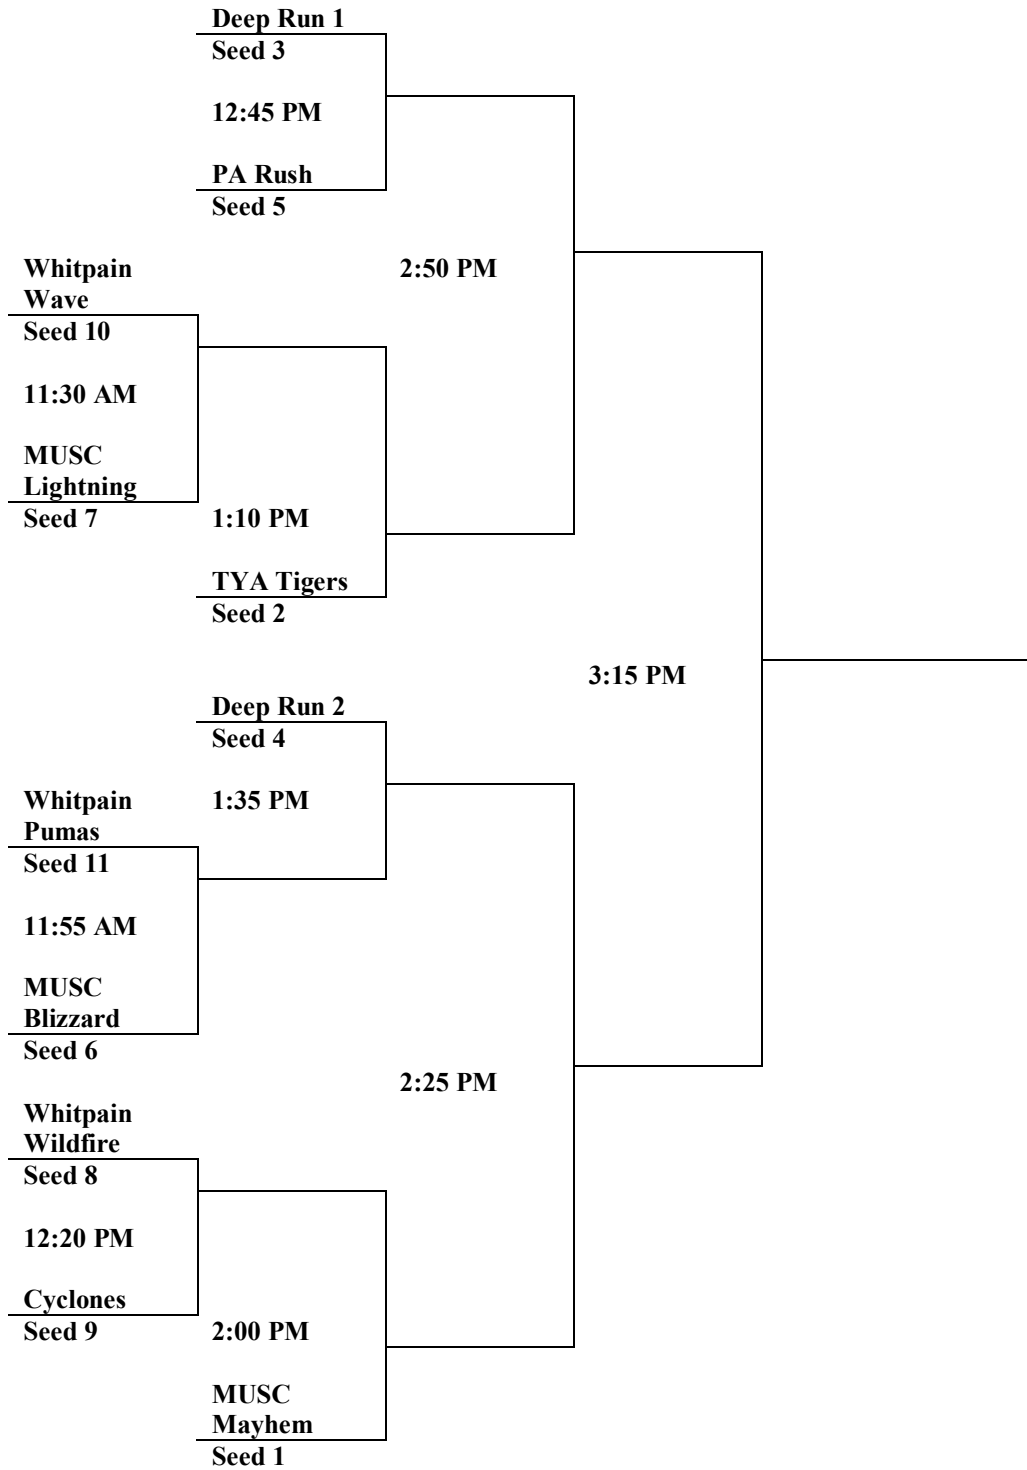 Deep Run 1
Seed 3
12:45 PM
PA Rush
Seed 5
Whitpain
Wave
Seed 10
2:50 PM
11:30 AM
MUSC
Lightning
Seed 7
1:10 PM
TYA Tigers
Seed 2
3:15 PM
Deep Run 2
Seed 4
Whitpain
Pumas
Seed 11
1:35 PM
11:55 AM
MUSC
Blizzard
Seed 6
2:25 PM
Whitpain
Wildfire
Seed 8
12:20 PM
Cyclones
Seed 9
2:00 PM
MUSC
Mayhem
Seed 1